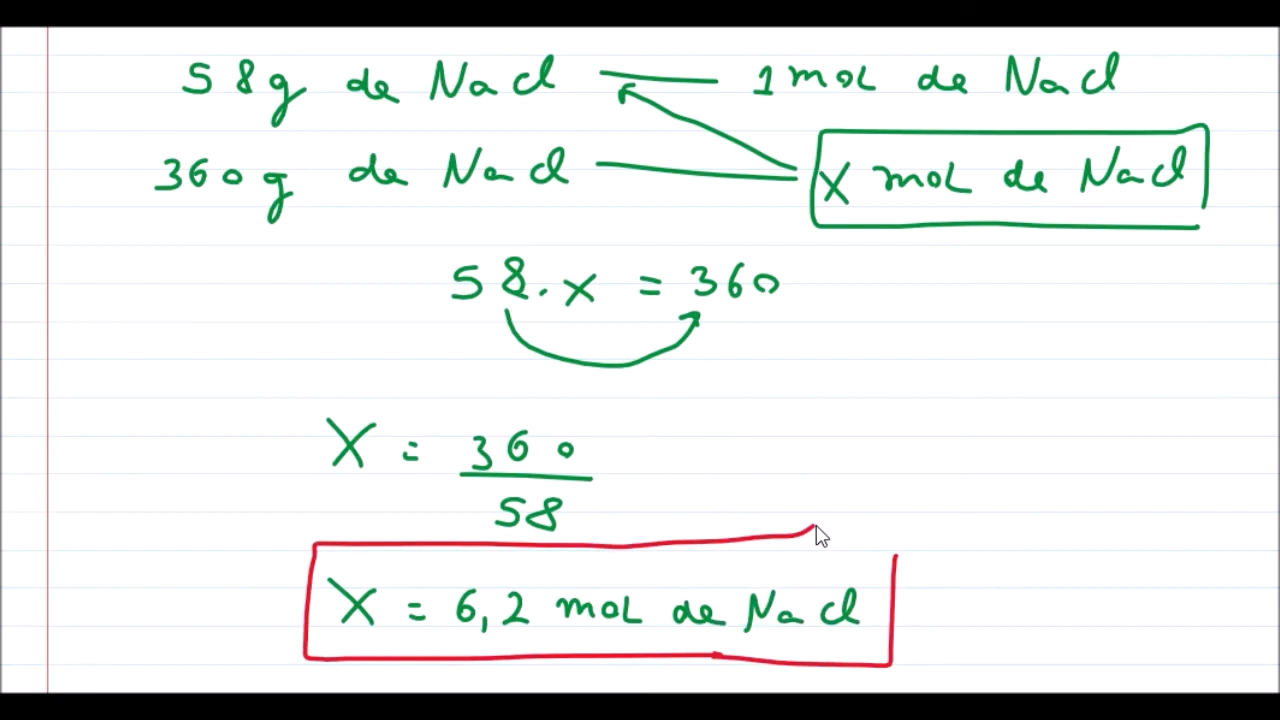 58g de NaCl — 1 mol de NaCl
360g de NaCl — X mol de NaCl
58.x = 360
X = 360
58
X = 6,2 mol de NaCl